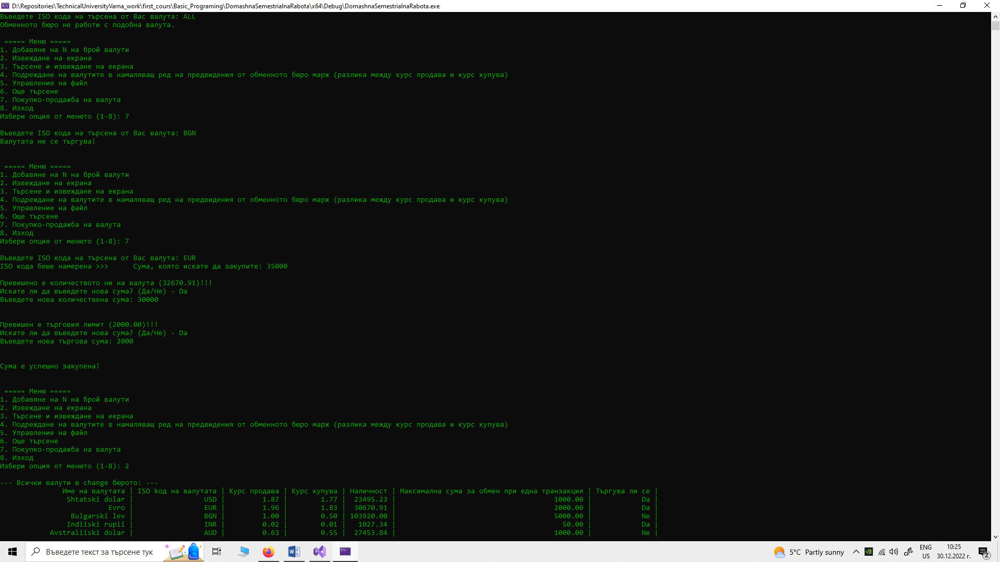 D:\Repositories\TechnicalUniversityVarna_work\first_cours\Basic_Programing\DomashnaSemestrialnaRabota\x64\Debug\DomashnaSemestrialnaRabota.exe
Въведете ISO кода на търсена от Вас валута: ALL
Обменното бюро не работи с подобна валута.
===== Меню =====
1. Добавяне на N на брой валути
2. Извеждане на екрана
3. Търсене и извеждане на екрана
4. Подреждане на валутите в намаляващ ред на предвидения от обменното бюро марж (разлика между курс продава и курс купува)
5. Управление на файл
6. Още търсене
7. Покупко-продажба на валута
8. Изход
Избери опция от менюто (1-8): 7
Въведете ISO кода на търсена от Вас валута: BGN
Валутата не се търгува!
===== Меню =====
1. Добавяне на N на брой валути
2. Извеждане на екрана
3. Търсене и извеждане на екрана
4. Подреждане на валутите в намаляващ ред на предвидения от обменното бюро марж (разлика между курс продава и курс купува)
5. Управление на файл
6. Още търсене
7. Покупко-продажба на валута
8. Изход
Избери опция от менюто (1-8): 7
Въведете ISO кода на търсена от Вас валута: EUR
ISO кода беше намерена >>>      Сума, която искате да закупите: 35000
Превишено е количеството ни на валута (32670.91)!!!
Искате ли да въведете нова сума? (Да/Не) - Da
Въведете нова количествена сума: 30000
Превишен е търговия лимит (2000.00)!!!
Искате ли да въведете нова сума? (Да/Не) - Da
Въведете нова търгова сума: 2000
Сума е успешно закупена!
===== Меню =====
1. Добавяне на N на брой валути
2. Извеждане на екрана
3. Търсене и извеждане на екрана
4. Подреждане на валутите в намаляващ ред на предвидения от обменното бюро марж (разлика между курс продава и курс купува)
5. Управление на файл
6. Още търсене
7. Покупко-продажба на валута
8. Изход
Избери опция от менюто (1-8): 2
--- Всички валути в change бюрото: ---
Име на валутата | ISO код на валутата | Курс продава | Курс купува | Наличност | Максимална сума за обмен при една транзакция | Търгува ли се |
Shtatski dolar | USD | 1.87 | 1.77 | 23495.23 | 1000.00 | Da |
Evro | EUR | 1.96 | 1.83 | 30670.91 | 2000.00 | Da |
Bulgarski lev | BGN | 1.00 | 0.50 | 103920.00 | 5000.00 | Ne |
Indiiski rupii | INR | 0.02 | 0.01 | 1027.34 | 50.00 | Da |
Avstraliiski dolar | AUD | 0.63 | 0.55 | 27453.84 | 1000.00 | Ne |
Въведете текст за търсене тук
5°C Partly sunny
ENG
US
10:25
30.12.2022 г.
2